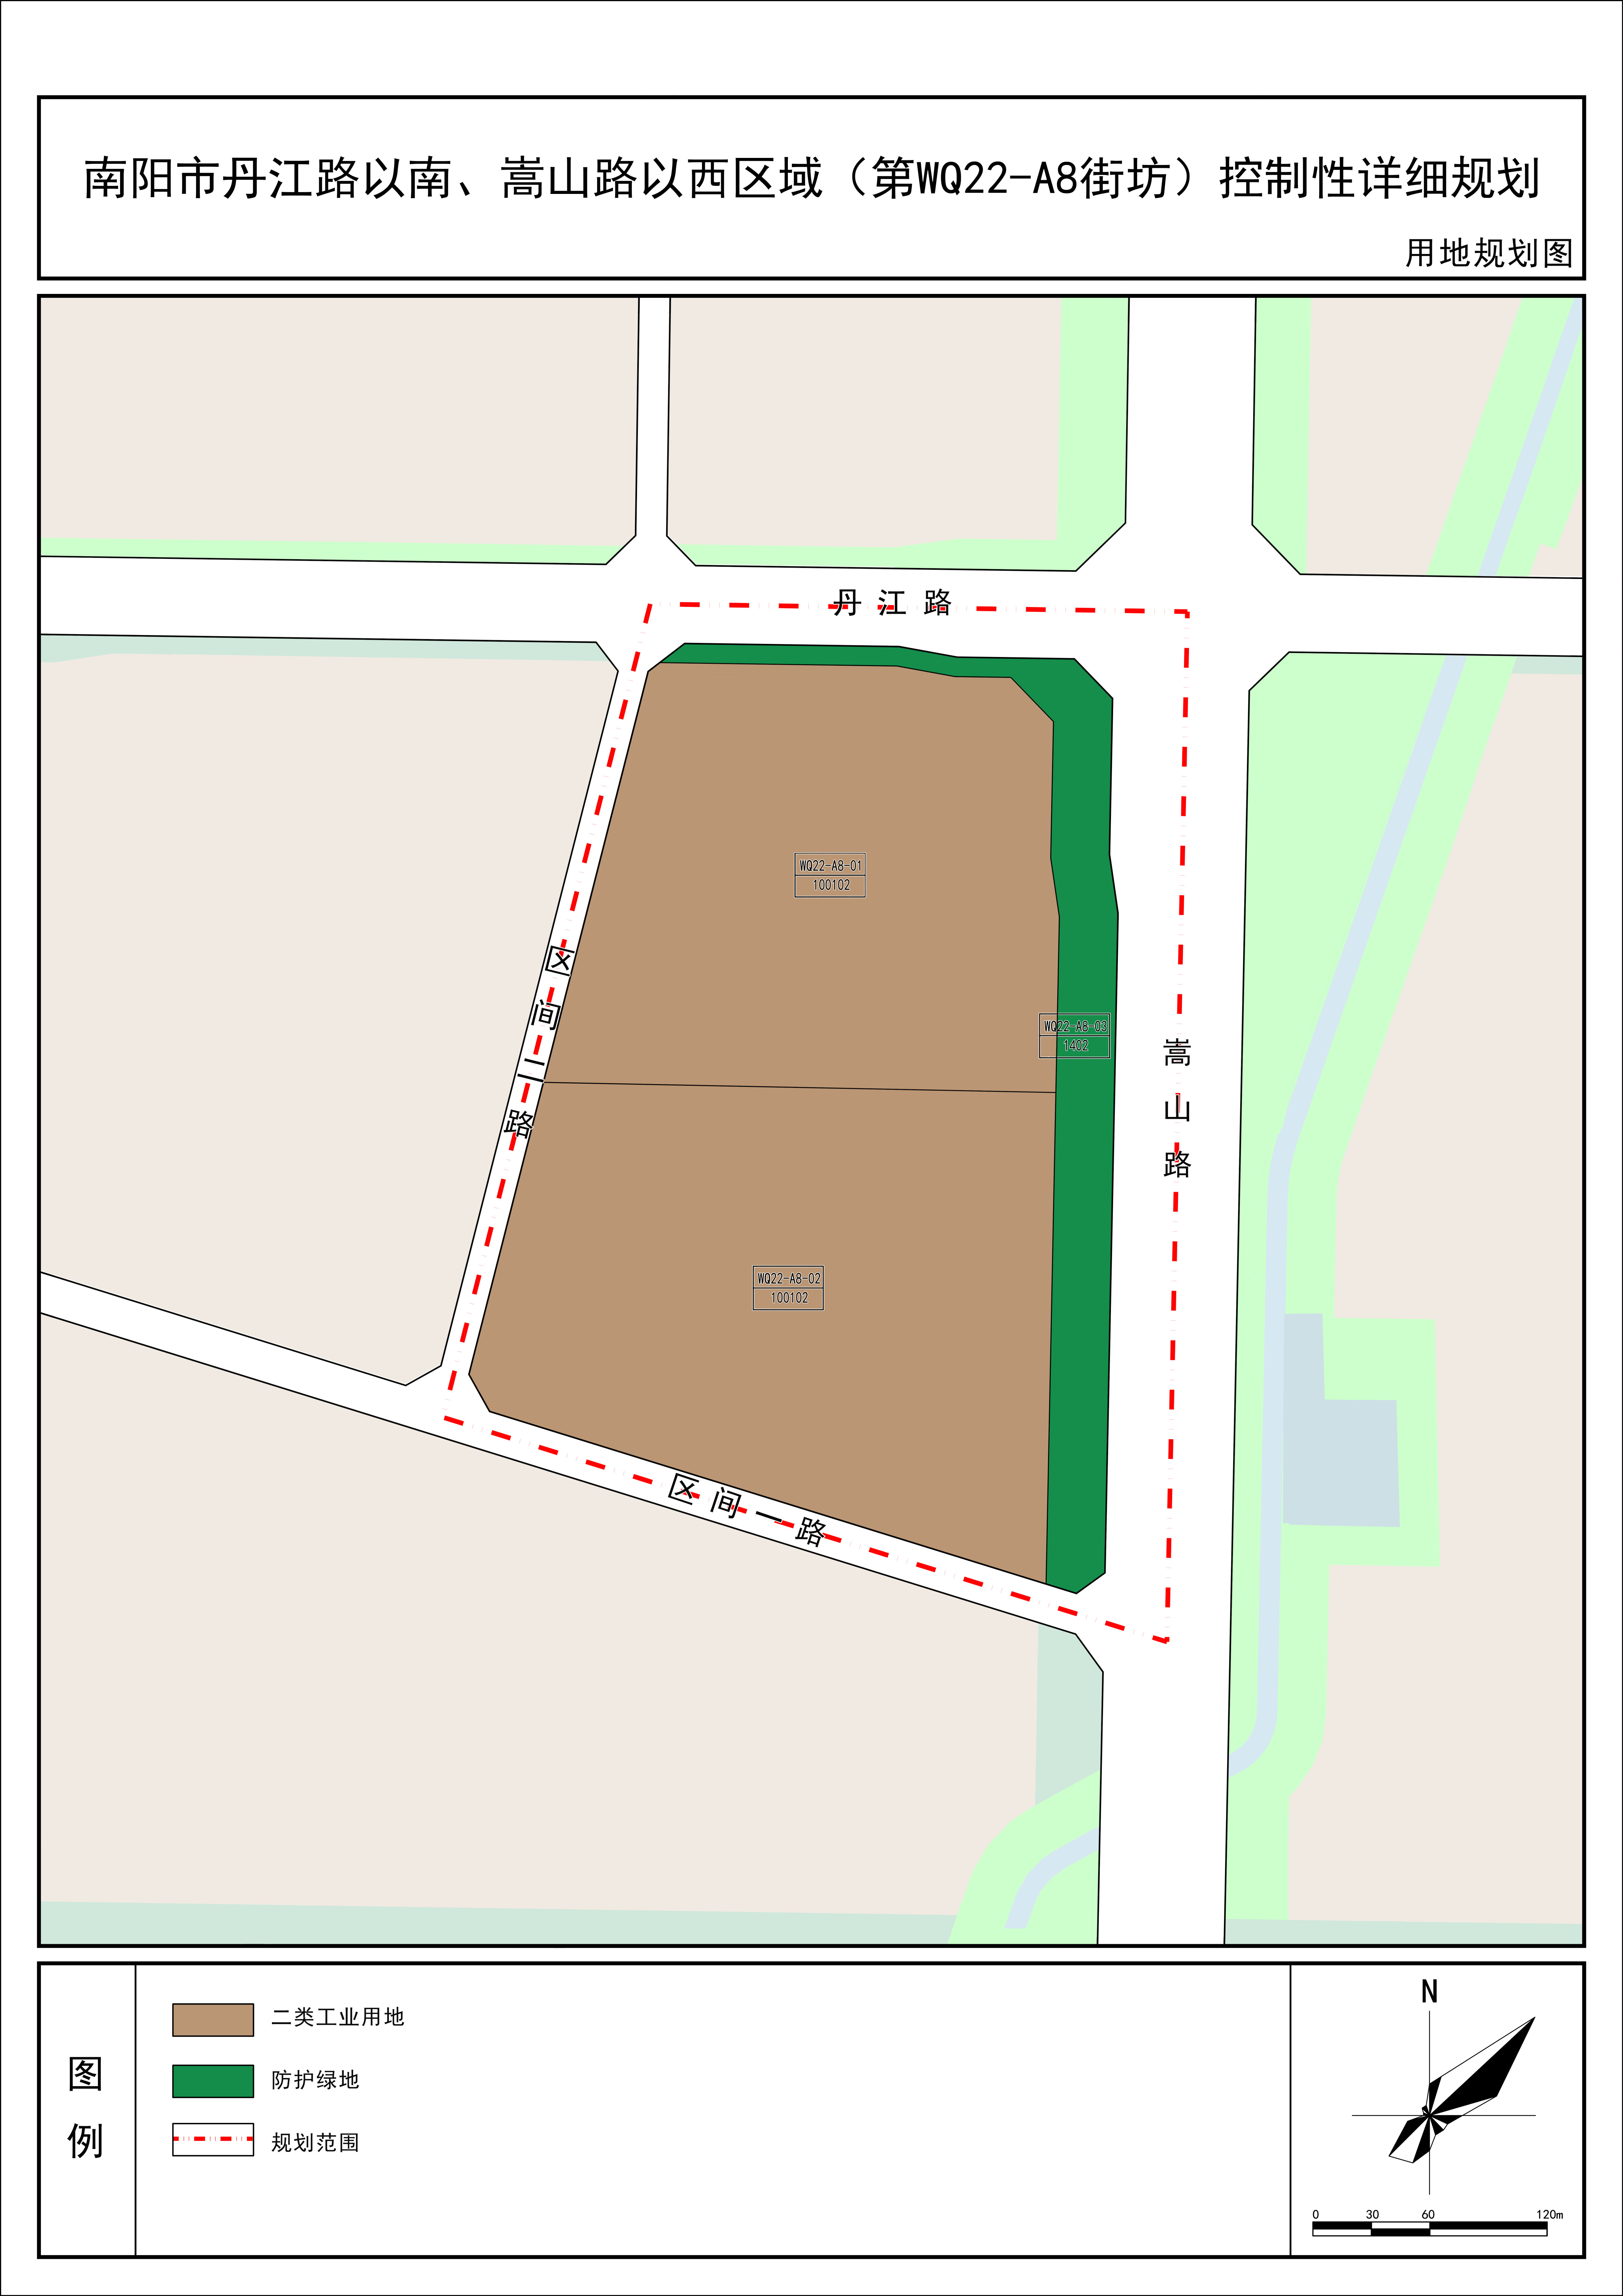 南阳市丹江路以南、嵩山路以西区域（第WQ22-A8街坊）控制性详细规划
用地规划图
丹江路
WQ22-A8-01
100102
区间二路
WQ22-A8-03
1402
嵩山路
WQ22-A8-02
100102
区间一路
图例
二类工业用地
防护绿地
规划范围
N
0 30 60 120m